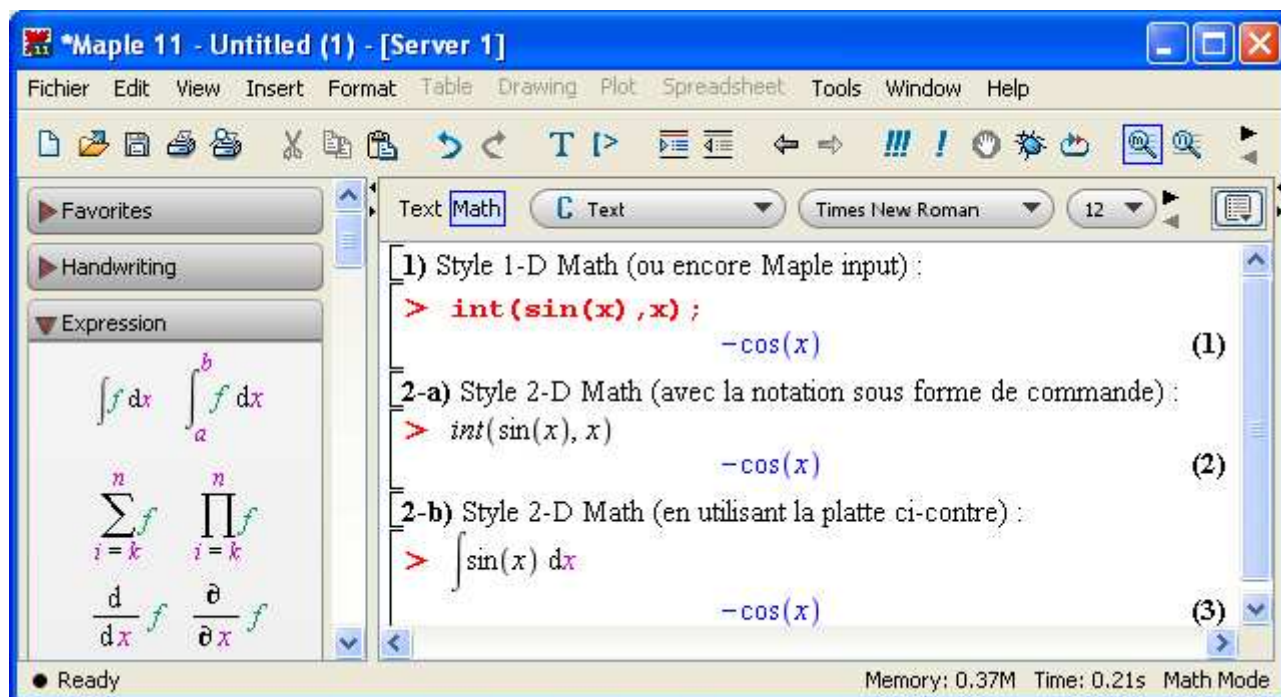 *Maple 11 - Untitled (1) - [Server 1]
Fichier Edit View Insert Format Table Drawing Plot Spreadsheet Tools Window Help
T [> !!! !
Favorites
Handwriting
Expression
∫f dx ∫_a^b f dx
∑_{i = k}^n f ∏_{i = k}^n f
d/dx f ∂/∂x f
Text Math C Text Times New Roman 12
1) Style 1-D Math (ou encore Maple input) :
> int(sin(x),x);
−cos(x) (1)
2-a) Style 2-D Math (avec la notation sous forme de commande) :
> int(sin(x), x)
−cos(x) (2)
2-b) Style 2-D Math (en utilisant la platte ci-contre) :
> ∫sin(x) dx
−cos(x) (3)
Ready Memory: 0.37M Time: 0.21s Math Mode